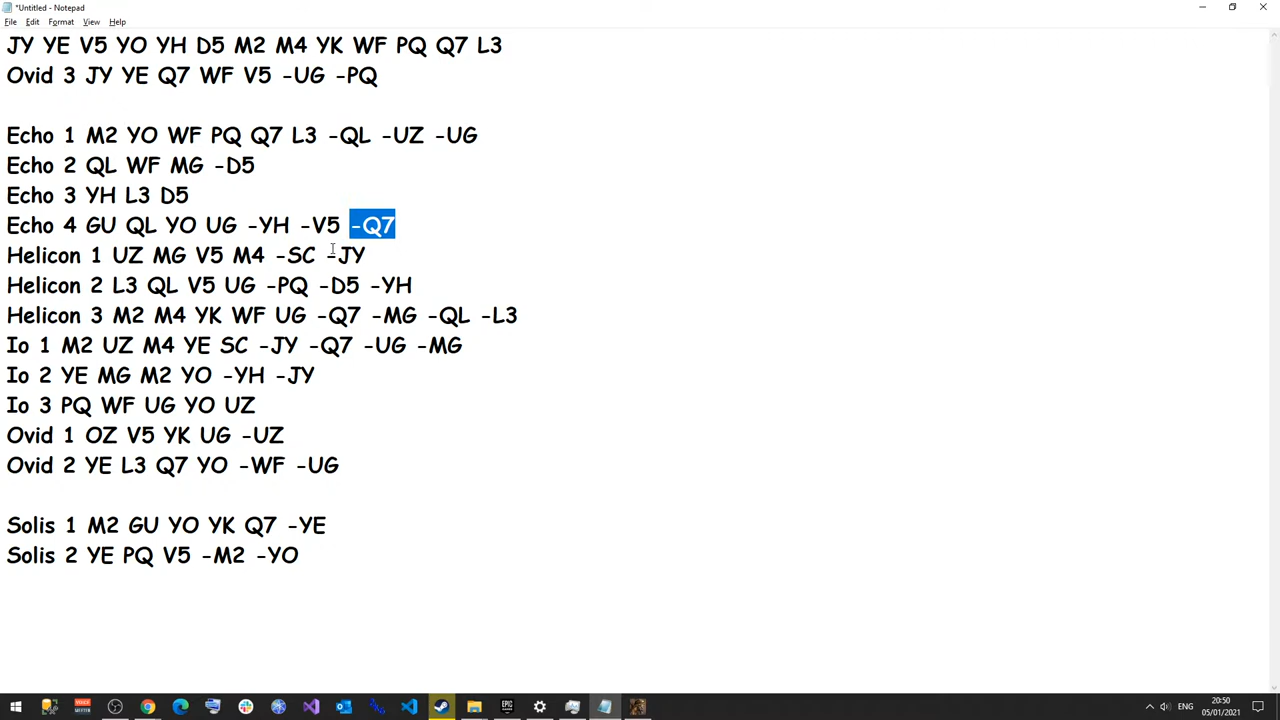 *Untitled - Notepad
File Edit Format View Help
JY YE V5 YO YH D5 M2 M4 YK WF PQ Q7 L3
Ovid 3 JY YE Q7 WF V5 -UG -PQ
Echo 1 M2 YO WF PQ Q7 L3 -QL -UZ -UG
Echo 2 QL WF MG -D5
Echo 3 YH L3 D5
Echo 4 GU QL YO UG -YH -V5 -Q7
Helicon 1 UZ MG V5 M4 -SC -JY
Helicon 2 L3 QL V5 UG -PQ -D5 -YH
Helicon 3 M2 M4 YK WF UG -Q7 -MG -QL -L3
Io 1 M2 UZ M4 YE SC -JY -Q7 -UG -MG
Io 2 YE MG M2 YO -YH -JY
Io 3 PQ WF UG YO UZ
Ovid 1 OZ V5 YK UG -UZ
Ovid 2 YE L3 Q7 YO -WF -UG
Solis 1 M2 GU YO YK Q7 -YE
Solis 2 YE PQ V5 -M2 -YO
ENG
20:50
05/01/2021